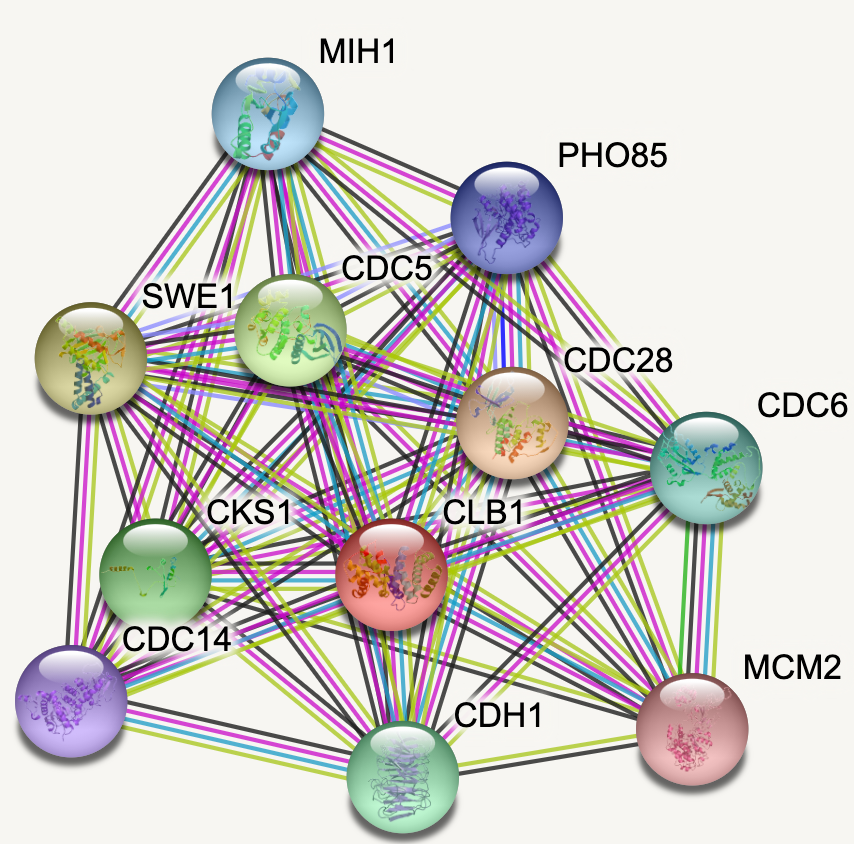 MIH1
PHO85
CDC5
SWE1
CDC28
CDC6
CKS1
CLB1
CDC14
MCM2
CDH1